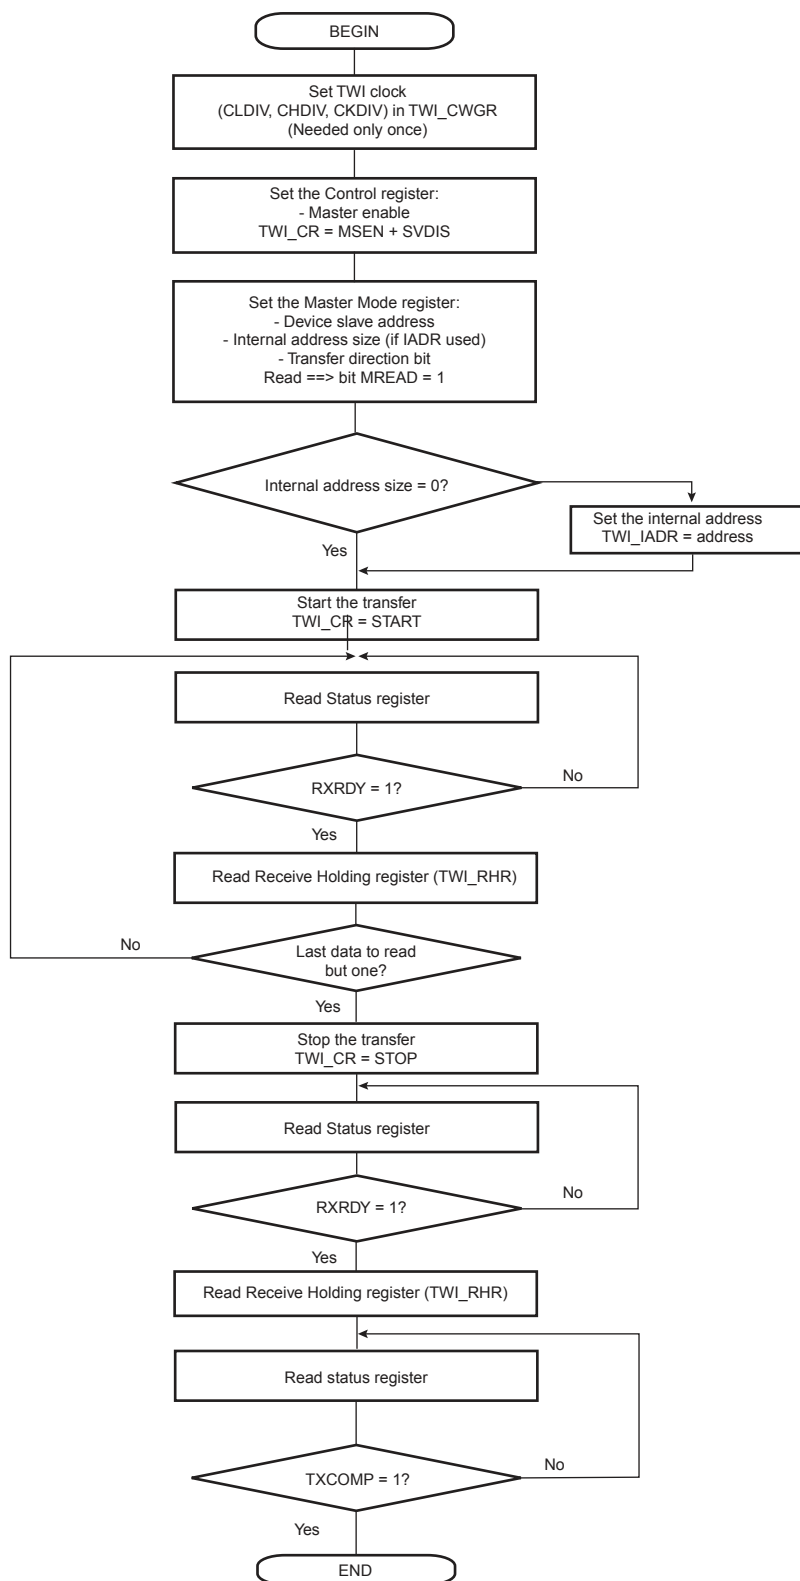 BEGIN
Set TWI clock
(CLDIV, CHDIV, CKDIV) in TWI_CWGR
(Needed only once)
Set the Control register:
- Master enable
TWI_CR = MSEN + SVDIS
Set the Master Mode register:
- Device slave address
- Internal address size (if IADR used)
- Transfer direction bit
Read ==> bit MREAD = 1
Internal address size = 0?
Set the internal address
TWI_IADR = address
Yes
Start the transfer
TWI_CR = START
Read Status register
RXRDY = 1?
No
Yes
Read Receive Holding register (TWI_RHR)
No
Last data to read
but one?
Yes
Stop the transfer
TWI_CR = STOP
Read Status register
RXRDY = 1?
No
Yes
Read Receive Holding register (TWI_RHR)
Read status register
TXCOMP = 1?
No
Yes
END